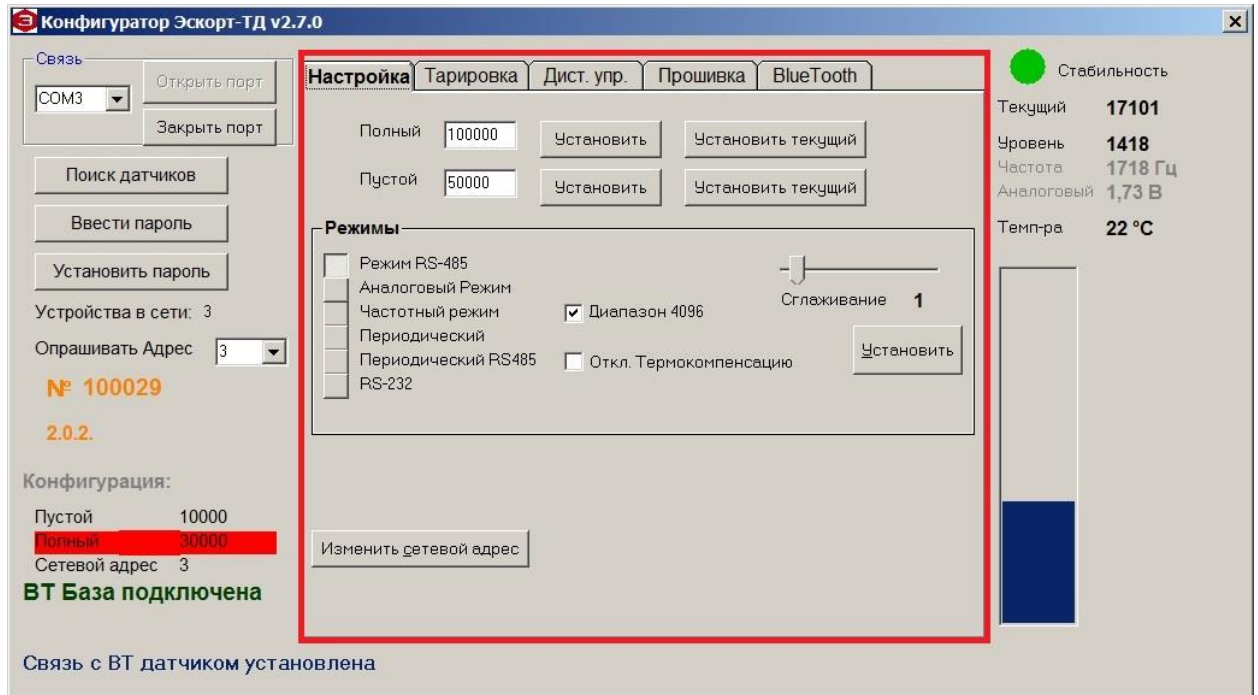 Конфигуратор Эскорт-ТД v2.7.0
Связь
COM3
Открыть порт
Закрыть порт
Поиск датчиков
Ввести пароль
Установить пароль
Устройства в сети: 3
Опрашивать Адрес 3
№ 100029
2.0.2.
Конфигурация:
Пустой 10000
Полный 30000
Сетевой адрес 3
ВТ База подключена
Связь с ВТ датчиком установлена
Настройка Тарировка Дист. упр. Прошивка BlueTooth
Полный 100000 Установить Установить текущий
Пустой 50000 Установить Установить текущий
Режимы
Режим RS-485
Аналоговый Режим
Частотный режим
Периодический
Периодический RS485
RS-232
Диапазон 4096
Откл. Термокомпенсацию
Сглаживание 1
Установить
Изменить сетевой адрес
Стабильность
Текущий 17101
Уровень 1418
Частота 1718 Гц
Аналоговый 1,73 В
Темп-ра 22 °C